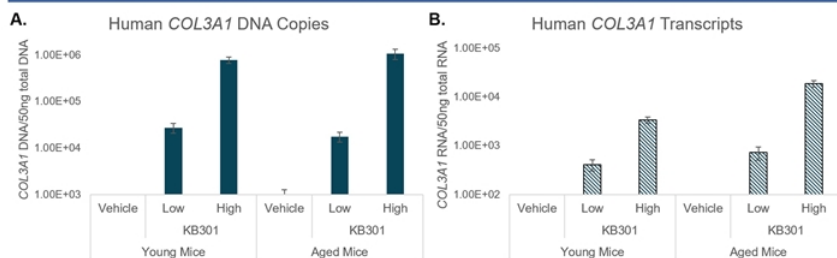 A.
Human COL3A1 DNA Copies
COL3A1 DNA/50ng total DNA
1.00E+06
1.00E+05
1.00E+04
1.00E+03
Vehicle Low High Vehicle Low High
KB301 KB301
Young Mice Aged Mice
B.
Human COL3A1 Transcripts
COL3A1 RNA/50ng total RNA
1.00E+05
1.00E+04
1.00E+03
1.00E+02
Vehicle Low High Vehicle Low High
KB301 KB301
Young Mice Aged Mice